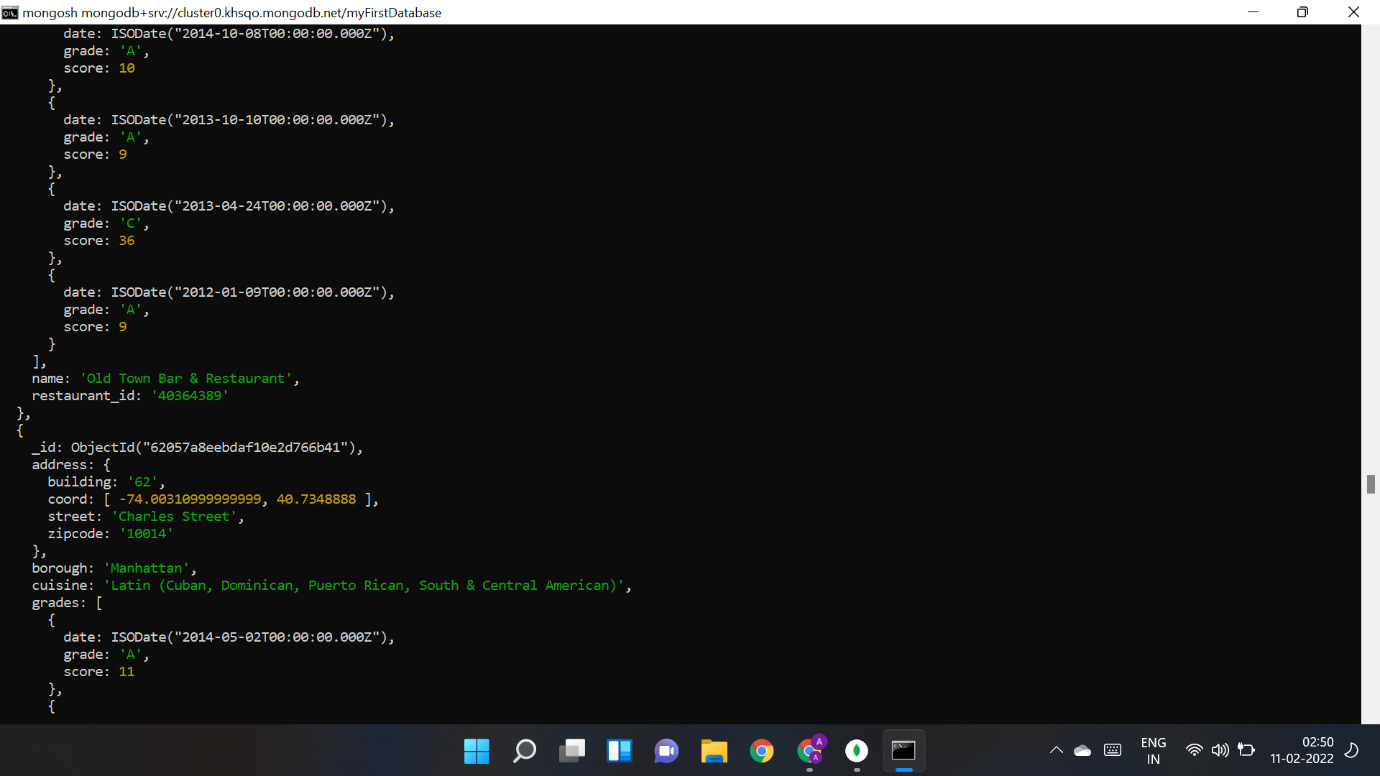 mongosh mongodb+srv://cluster0.khsqo.mongodb.net/myFirstDatabase
date: ISODate("2014-10-08T00:00:00.000Z"),
grade: 'A',
score: 10
},
{
date: ISODate("2013-10-10T00:00:00.000Z"),
grade: 'A',
score: 9
},
{
date: ISODate("2013-04-24T00:00:00.000Z"),
grade: 'C',
score: 36
},
{
date: ISODate("2012-01-09T00:00:00.000Z"),
grade: 'A',
score: 9
}
],
name: 'Old Town Bar & Restaurant',
restaurant_id: '40364389'
},
{
_id: ObjectId("62057a8eebdaf10e2d766b41"),
address: {
building: '62',
coord: [ -74.00310999999999, 40.7348888 ],
street: 'Charles Street',
zipcode: '10014'
},
borough: 'Manhattan',
cuisine: 'Latin (Cuban, Dominican, Puerto Rican, South & Central American)',
grades: [
{
date: ISODate("2014-05-02T00:00:00.000Z"),
grade: 'A',
score: 11
},
{
A
A
ENG
IN
02:50
11-02-2022